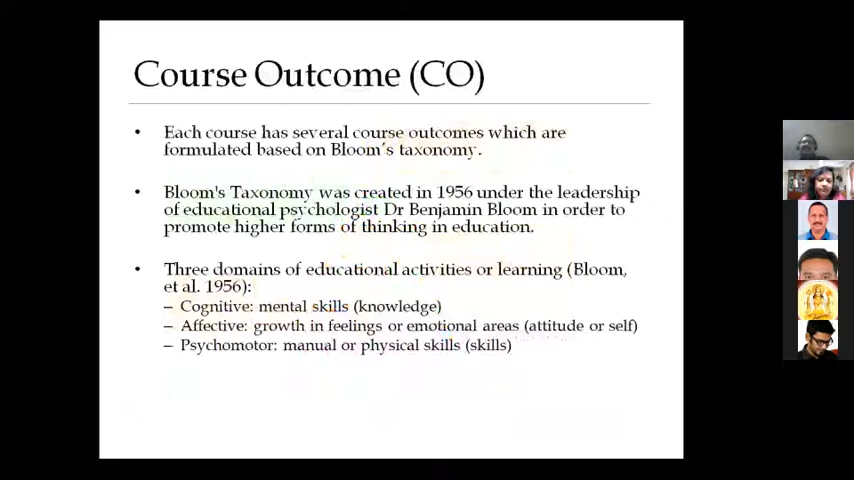 Course Outcome (CO)
• Each course has several course outcomes which are
formulated based on Bloom's taxonomy.
• Bloom's Taxonomy was created in 1956 under the leadership
of educational psychologist Dr Benjamin Bloom in order to
promote higher forms of thinking in education.
• Three domains of educational activities or learning (Bloom,
et al. 1956):
– Cognitive: mental skills (knowledge)
– Affective: growth in feelings or emotional areas (attitude or self)
– Psychomotor: manual or physical skills (skills)